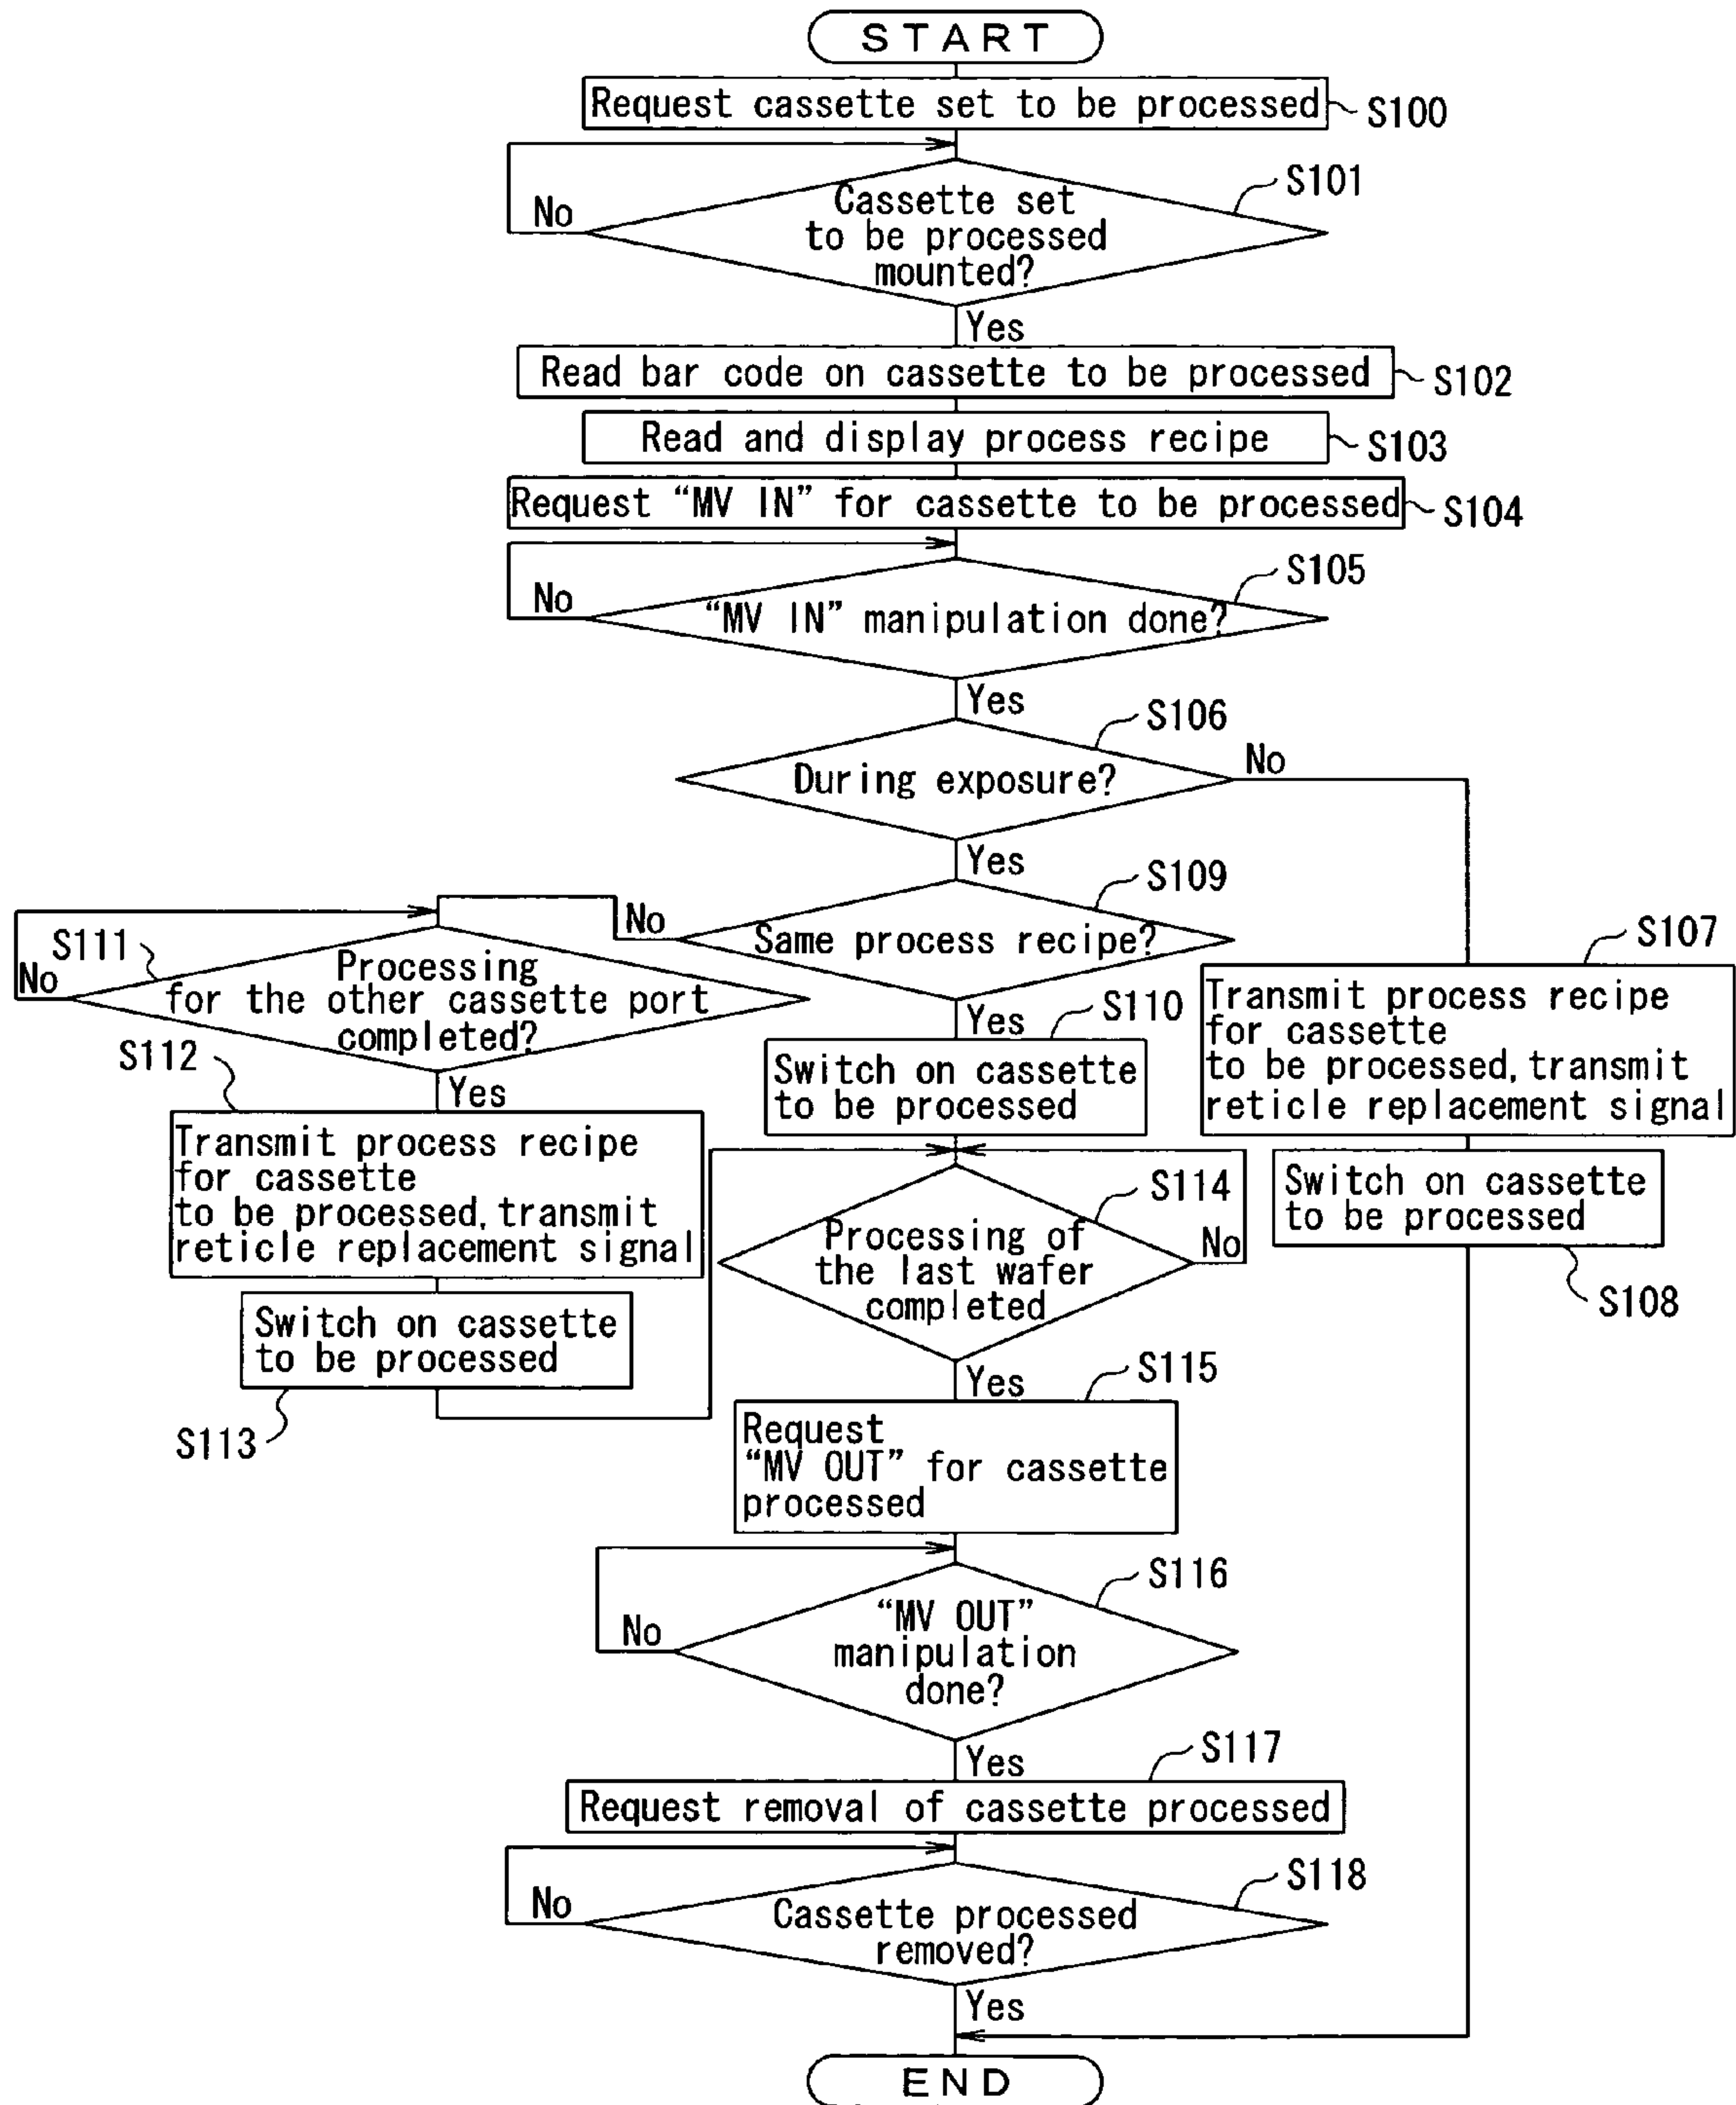 START
Request cassette set to be processed
S100
S101
Cassette set
to be processed
mounted?
No
Yes
Read bar code on cassette to be processed
S102
Read and display process recipe
S103
Request “MV IN” for cassette to be processed
S104
S105
“MV IN” manipulation done?
No
Yes
S106
During exposure?
No
Yes
S109
Same process recipe?
No
Yes
S107
Transmit process recipe
for cassette
to be processed, transmit
reticle replacement signal
S111
Processing
for the other cassette port
completed?
No
Yes
S110
Switch on cassette
to be processed
S112
Transmit process recipe
for cassette
to be processed, transmit
reticle replacement signal
Switch on cassette
to be processed
S108
S114
Processing of
the last wafer
completed
No
Yes
Switch on cassette
to be processed
S113
S115
Request
“MV OUT” for cassette
processed
S116
“MV OUT”
manipulation
done?
No
Yes
S117
Request removal of cassette processed
S118
Cassette processed
removed?
No
Yes
END